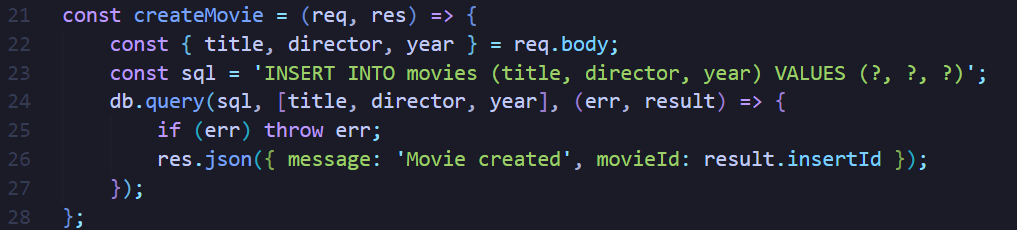 21 const createMovie = (req, res) => {
22     const { title, director, year } = req.body;
23     const sql = 'INSERT INTO movies (title, director, year) VALUES (?, ?, ?)';
24     db.query(sql, [title, director, year], (err, result) => {
25         if (err) throw err;
26         res.json({ message: 'Movie created', movieId: result.insertId });
27     });
28 };